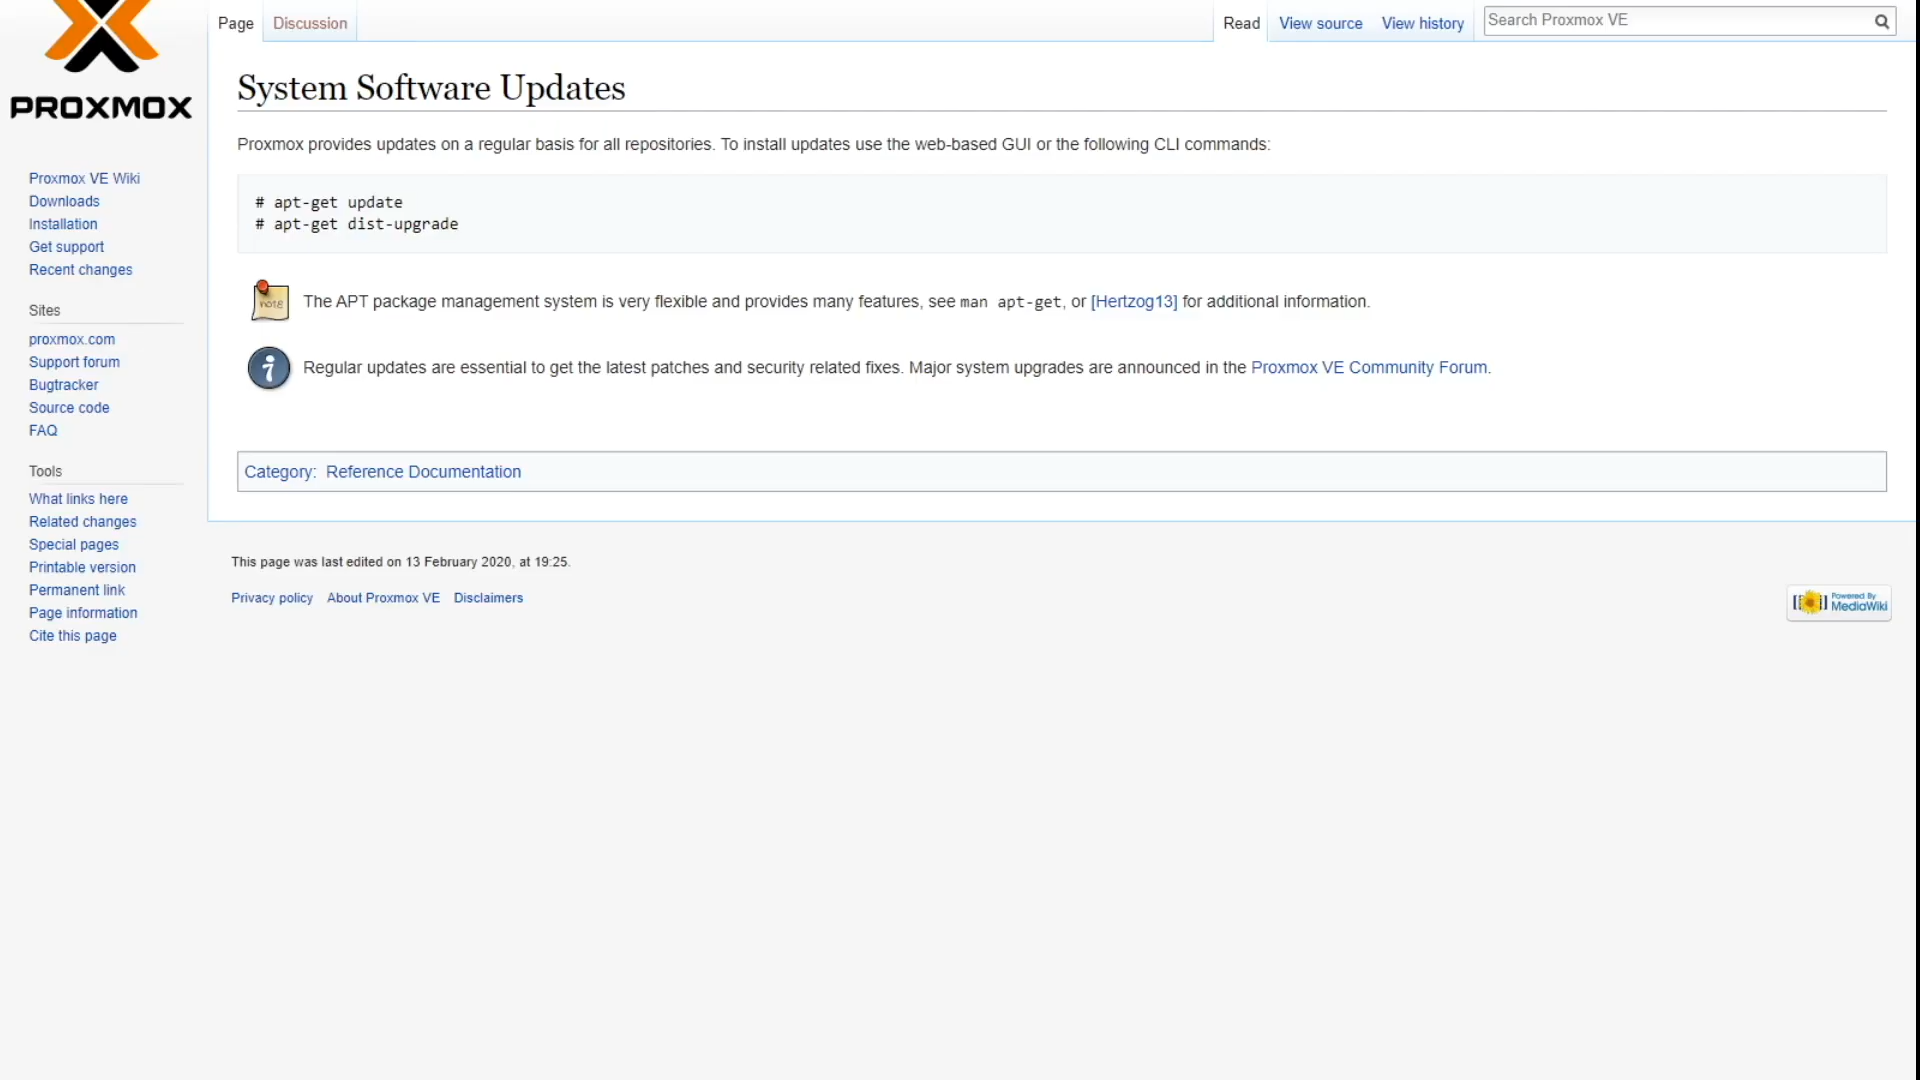 PROXMOX
Page
Discussion
Read
View source
View history
Search Proxmox VE
System Software Updates
Proxmox provides updates on a regular basis for all repositories. To install updates use the web-based GUI or the following CLI commands:
# apt-get update
# apt-get dist-upgrade
note
The APT package management system is very flexible and provides many features, see man apt-get, or [Hertzog13] for additional information.
Regular updates are essential to get the latest patches and security related fixes. Major system upgrades are announced in the Proxmox VE Community Forum.
Category: Reference Documentation
Proxmox VE Wiki
Downloads
Installation
Get support
Recent changes
Sites
proxmox.com
Support forum
Bugtracker
Source code
FAQ
Tools
What links here
Related changes
Special pages
Printable version
Permanent link
Page information
Cite this page
This page was last edited on 13 February 2020, at 19:25.
Privacy policy
About Proxmox VE
Disclaimers
Powered By
MediaWiki